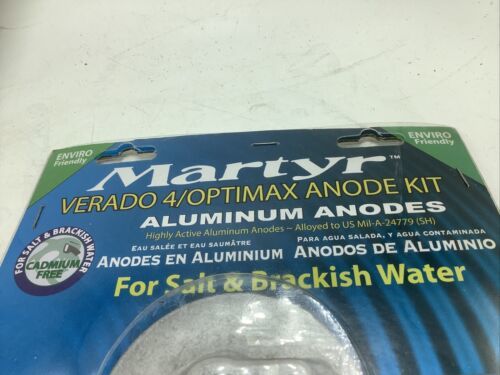 ENVIRO
Friendly
ENVIRO
Friendly
Martyr™
VERADO 4/OPTIMAX ANODE KIT
ALUMINUM ANODES
Highly Active Aluminum Anodes ~ Alloyed to US Mil-A-24779 (SH)
EAU SALÉE ET EAU SAUMÂTRE
ANODES EN ALUMINIUM
PARA AGUA SALADA, Y AGUA CONTAMINADA
ANODOS DE ALUMINIO
For Salt & Brackish Water
FOR SALT & BRACKISH WATER
CADMIUM
FREE